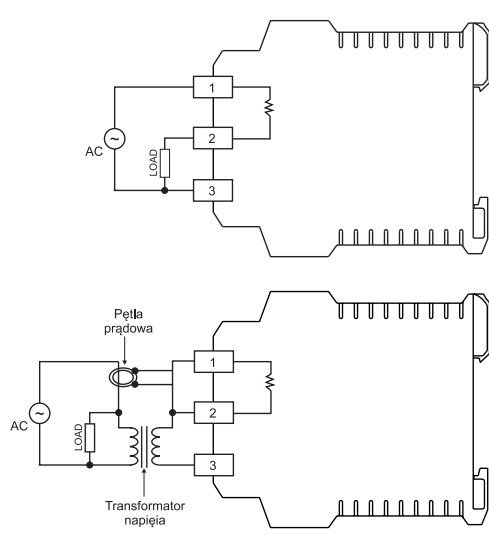 1
2
3
AC
~
LOAD
Pętla
prądowa
1
2
3
AC
~
LOAD
Transformator
napięia